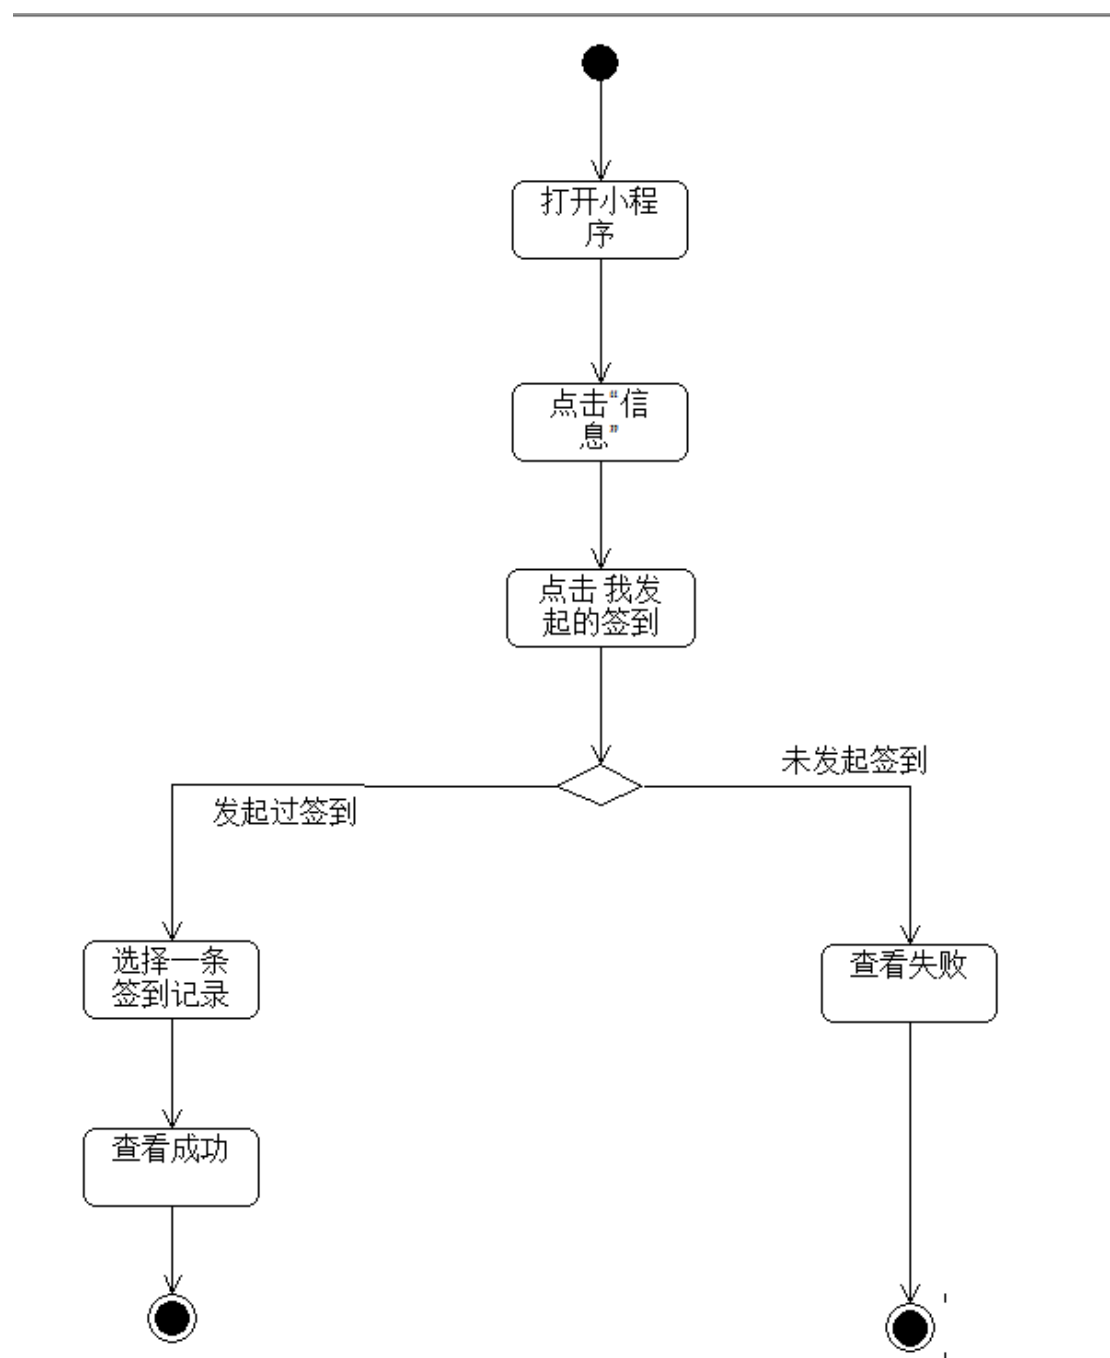 打开小程
序
点击“信
息”
点击 我发
起的签到
未发起签到
发起过签到
选择一条
签到记录
查看失败
查看成功